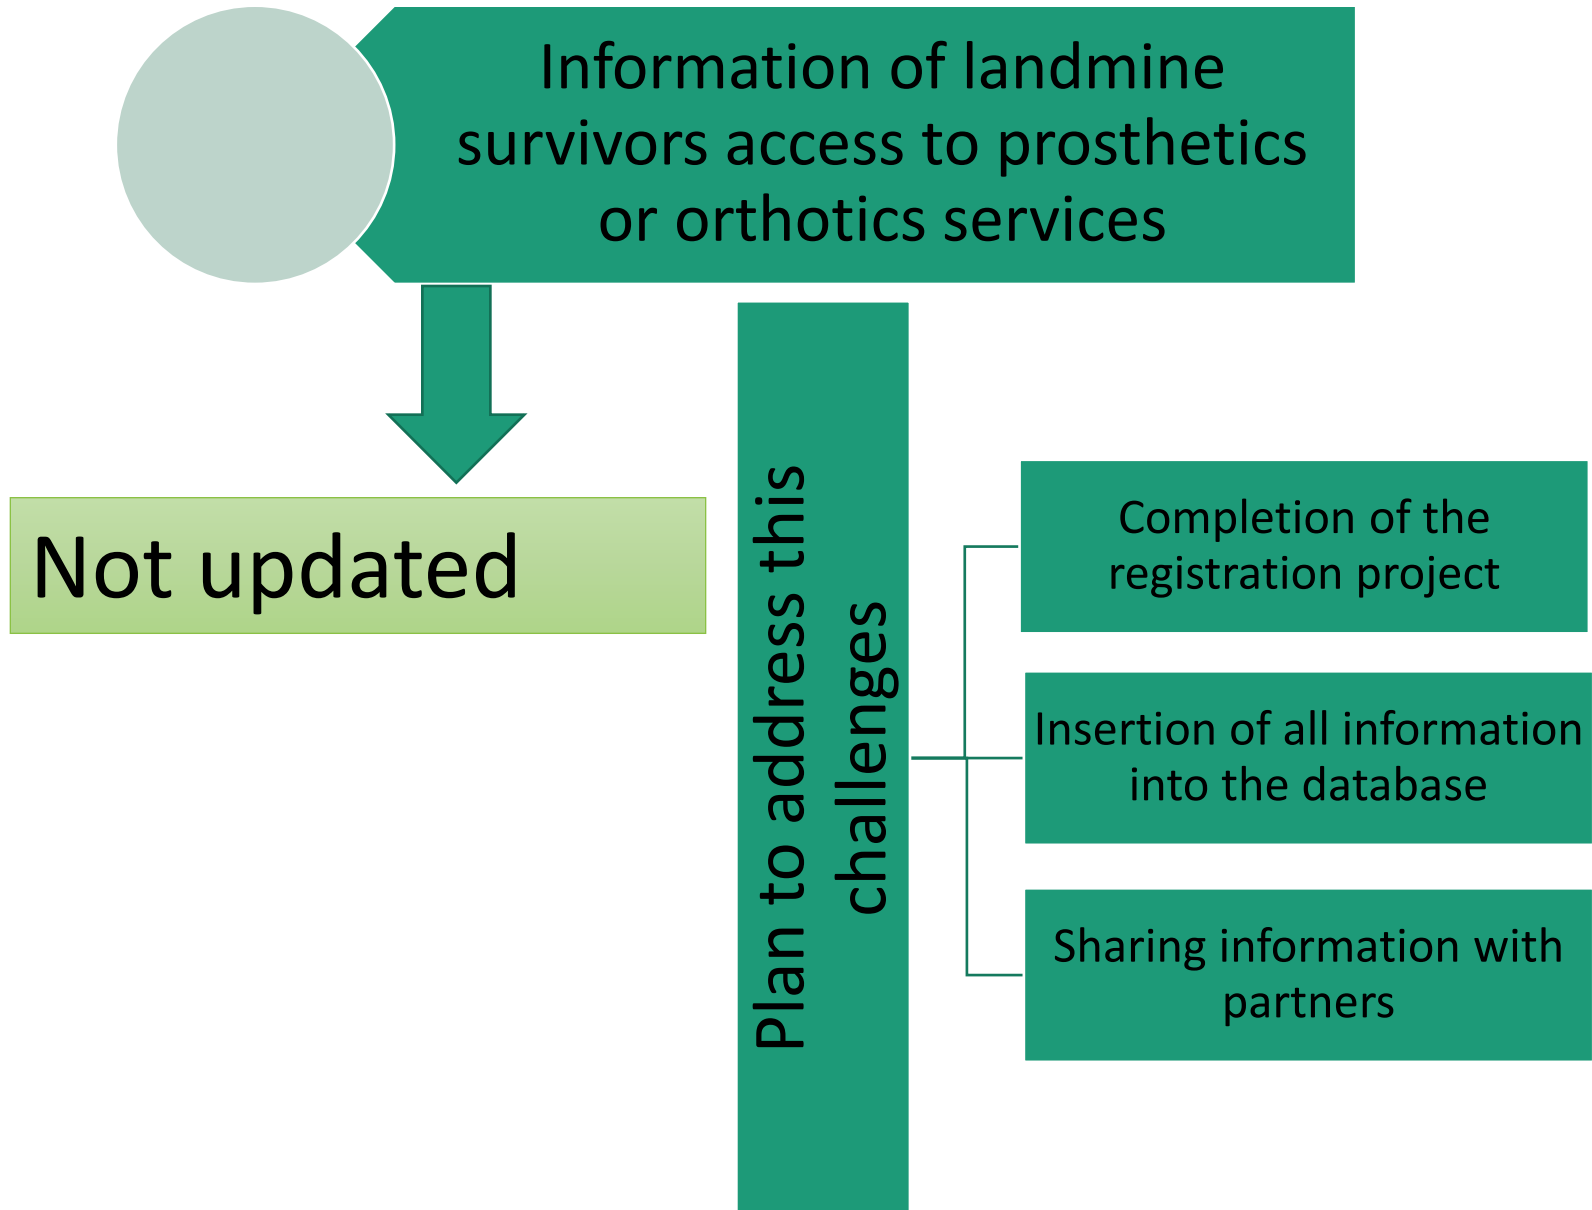 Information of landmine
survivors access to prosthetics
or orthotics services
Not updated
Plan to address this
challenges
Completion of the
registration project
Insertion of all information
into the database
Sharing information with
partners